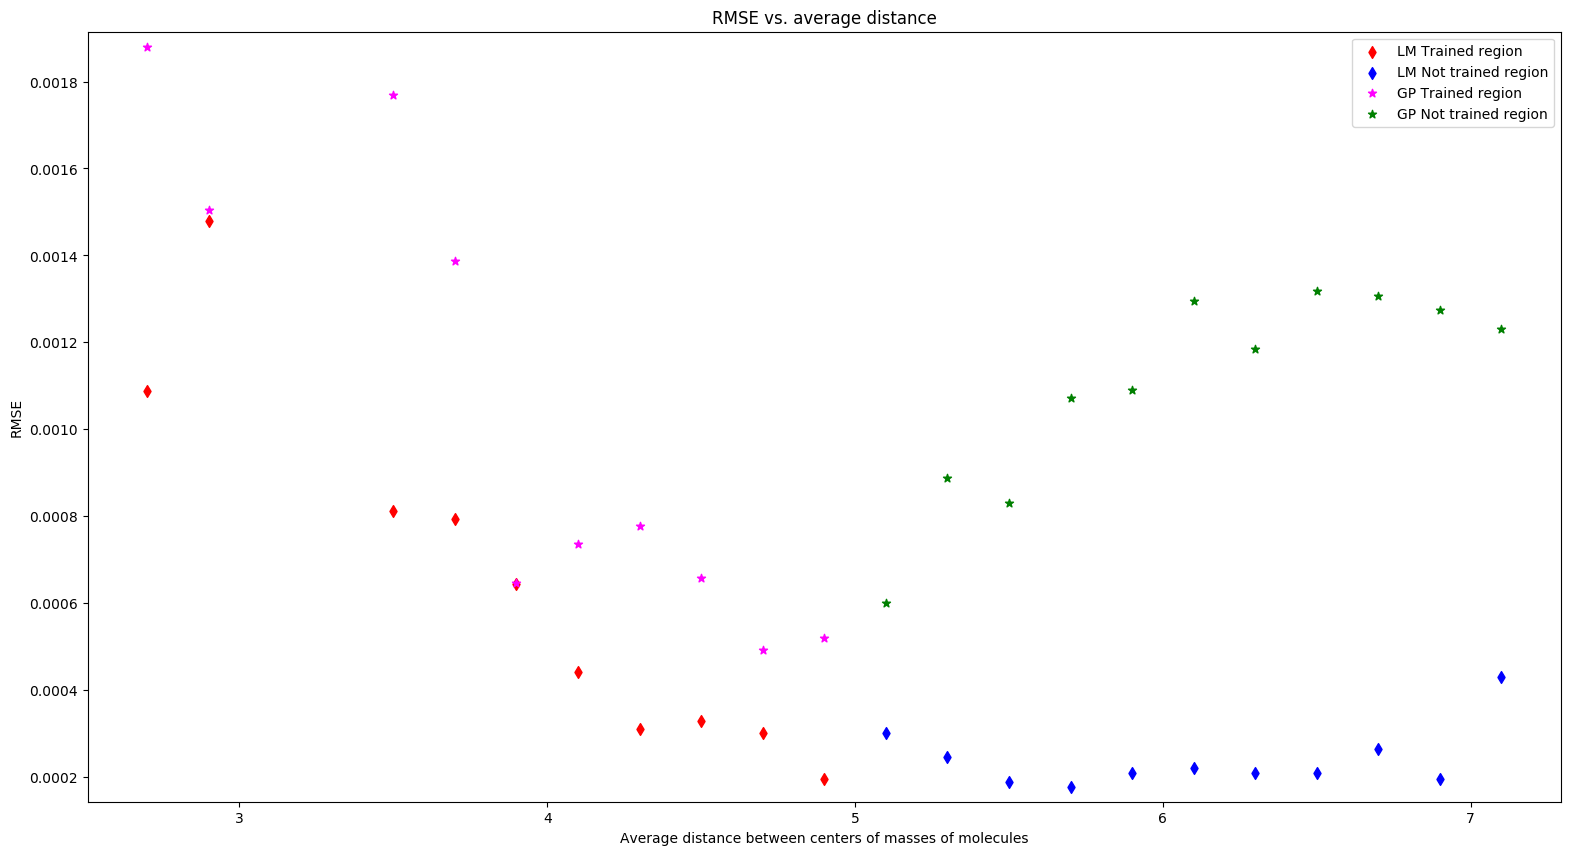 RMSE vs. average distance
LM Trained region
LM Not trained region
GP Trained region
GP Not trained region
0.0018
0.0016
0.0014
0.0012
0.0010
0.0008
0.0006
0.0004
0.0002
RMSE
3 4 5 6 7
Average distance between centers of masses of molecules